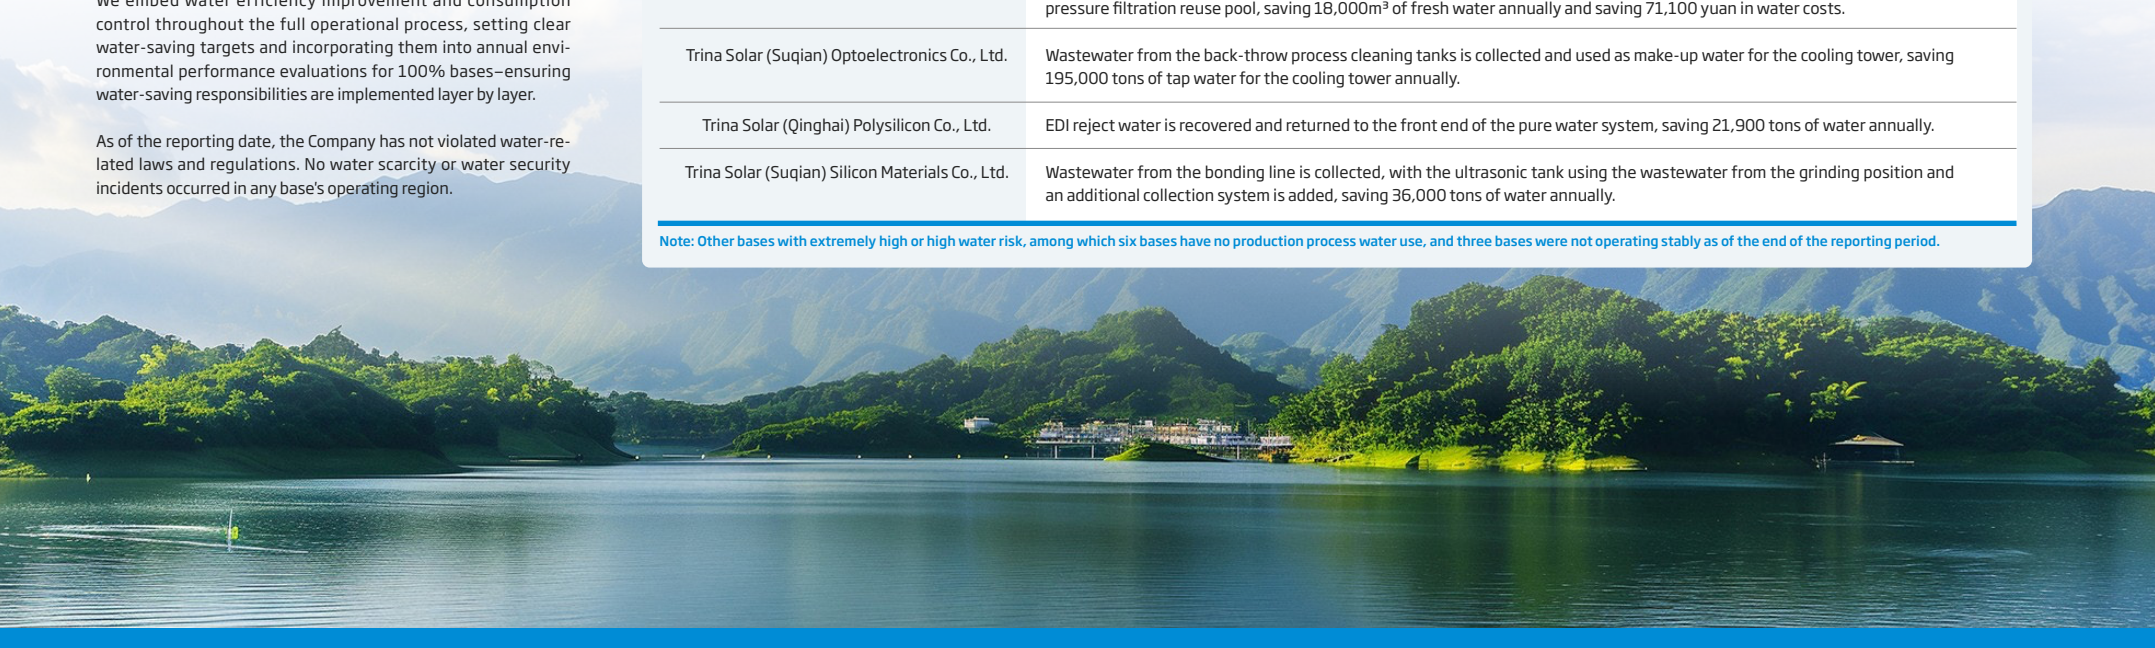 We embed water efficiency improvement and consumption
control throughout the full operational process, setting clear
water-saving targets and incorporating them into annual envi-
ronmental performance evaluations for 100% bases—ensuring
water-saving responsibilities are implemented layer by layer.
As of the reporting date, the Company has not violated water-re-
lated laws and regulations. No water scarcity or water security
incidents occurred in any base's operating region.
pressure filtration reuse pool, saving 18,000m³ of fresh water annually and saving 71,100 yuan in water costs.
Trina Solar (Suqian) Optoelectronics Co., Ltd.
Wastewater from the back-throw process cleaning tanks is collected and used as make-up water for the cooling tower, saving
195,000 tons of tap water for the cooling tower annually.
Trina Solar (Qinghai) Polysilicon Co., Ltd.
EDI reject water is recovered and returned to the front end of the pure water system, saving 21,900 tons of water annually.
Trina Solar (Suqian) Silicon Materials Co., Ltd.
Wastewater from the bonding line is collected, with the ultrasonic tank using the wastewater from the grinding position and
an additional collection system is added, saving 36,000 tons of water annually.
Note: Other bases with extremely high or high water risk, among which six bases have no production process water use, and three bases were not operating stably as of the end of the reporting period.